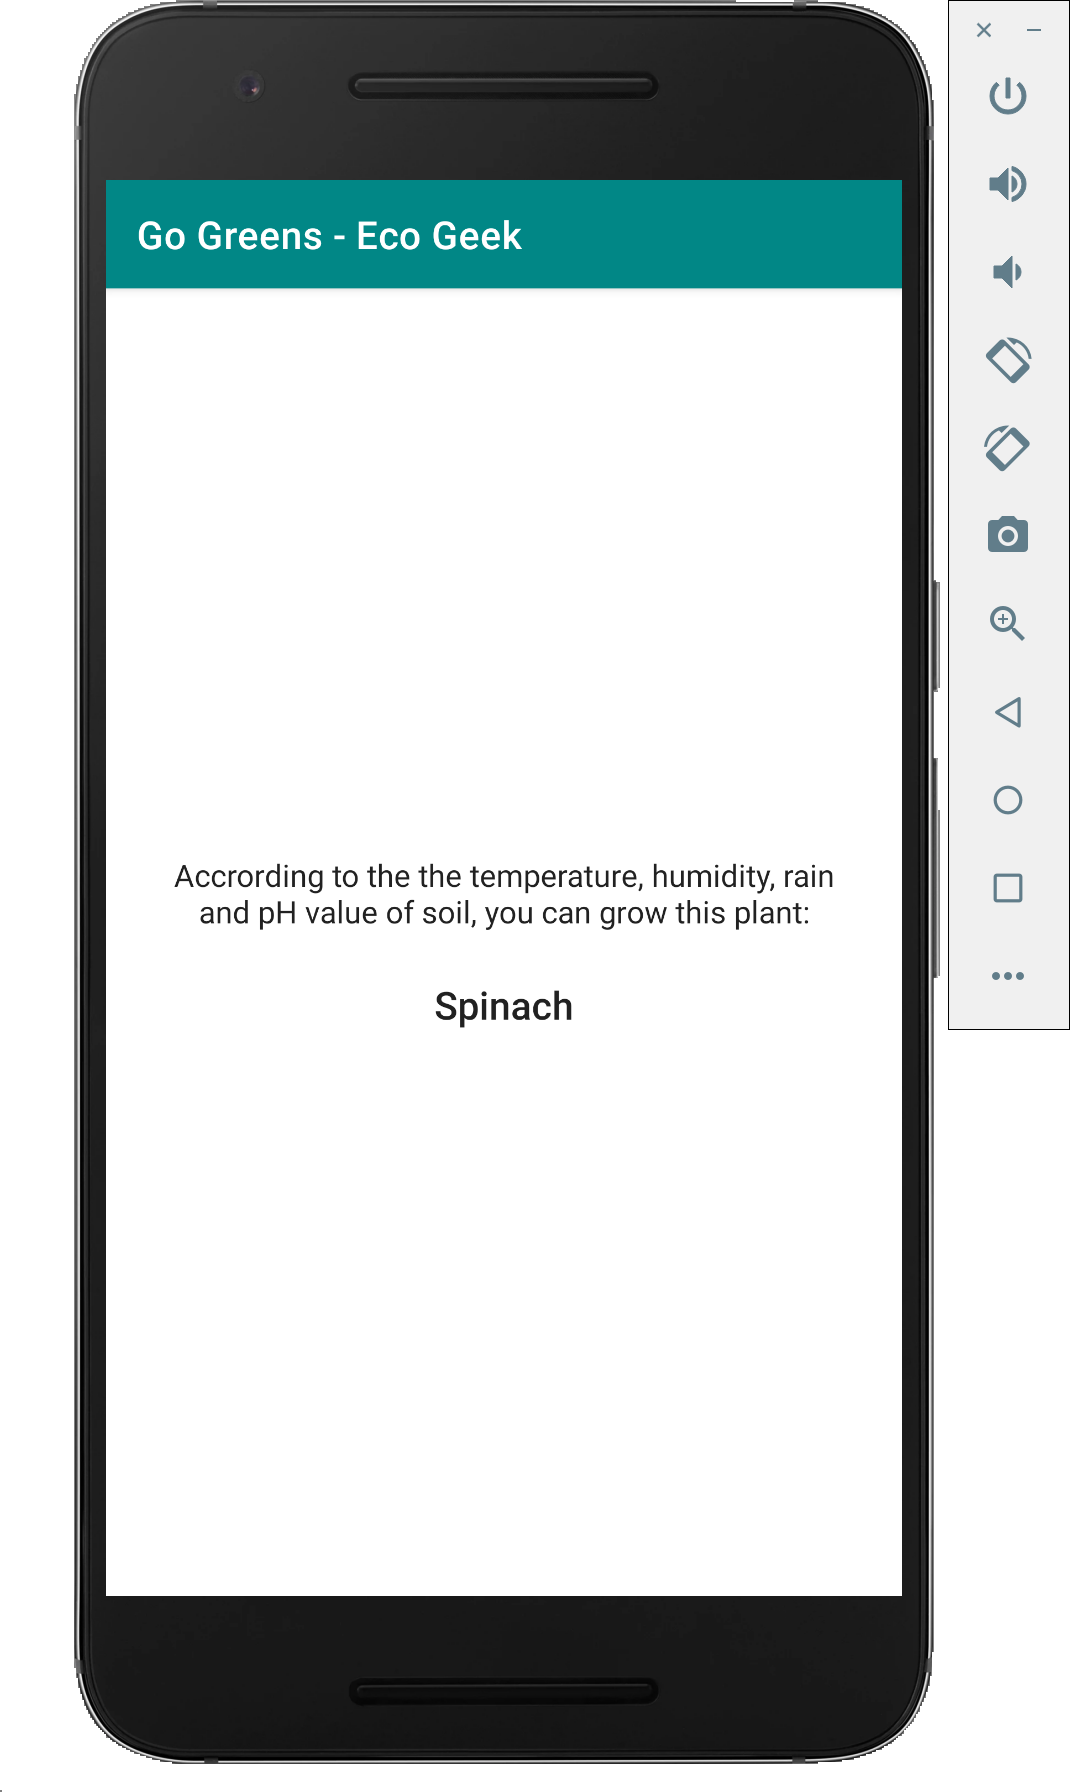 Go Greens - Eco Geek
Accrording to the the temperature, humidity, rain
and pH value of soil, you can grow this plant:
Spinach